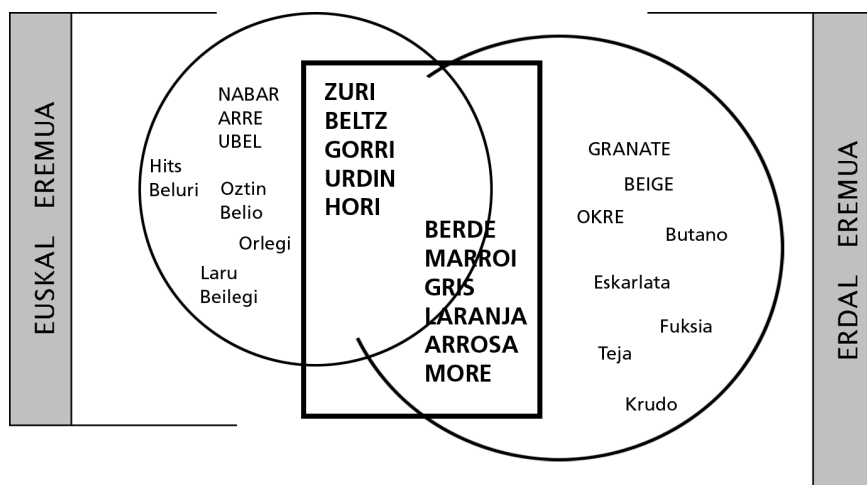 EUSKAL EREMUA
NABAR
ARRE
UBEL
Hits
Beluri
Oztin
Belio
Orlegi
Laru
Beilegi
ZURI
BELTZ
GORRI
URDIN
HORI
BERDE
MARROI
GRIS
LARANJA
ARROSA
MORE
GRANATE
BEIGE
OKRE
Butano
Eskarlata
Fuksia
Teja
Krudo
ERDAL EREMUA